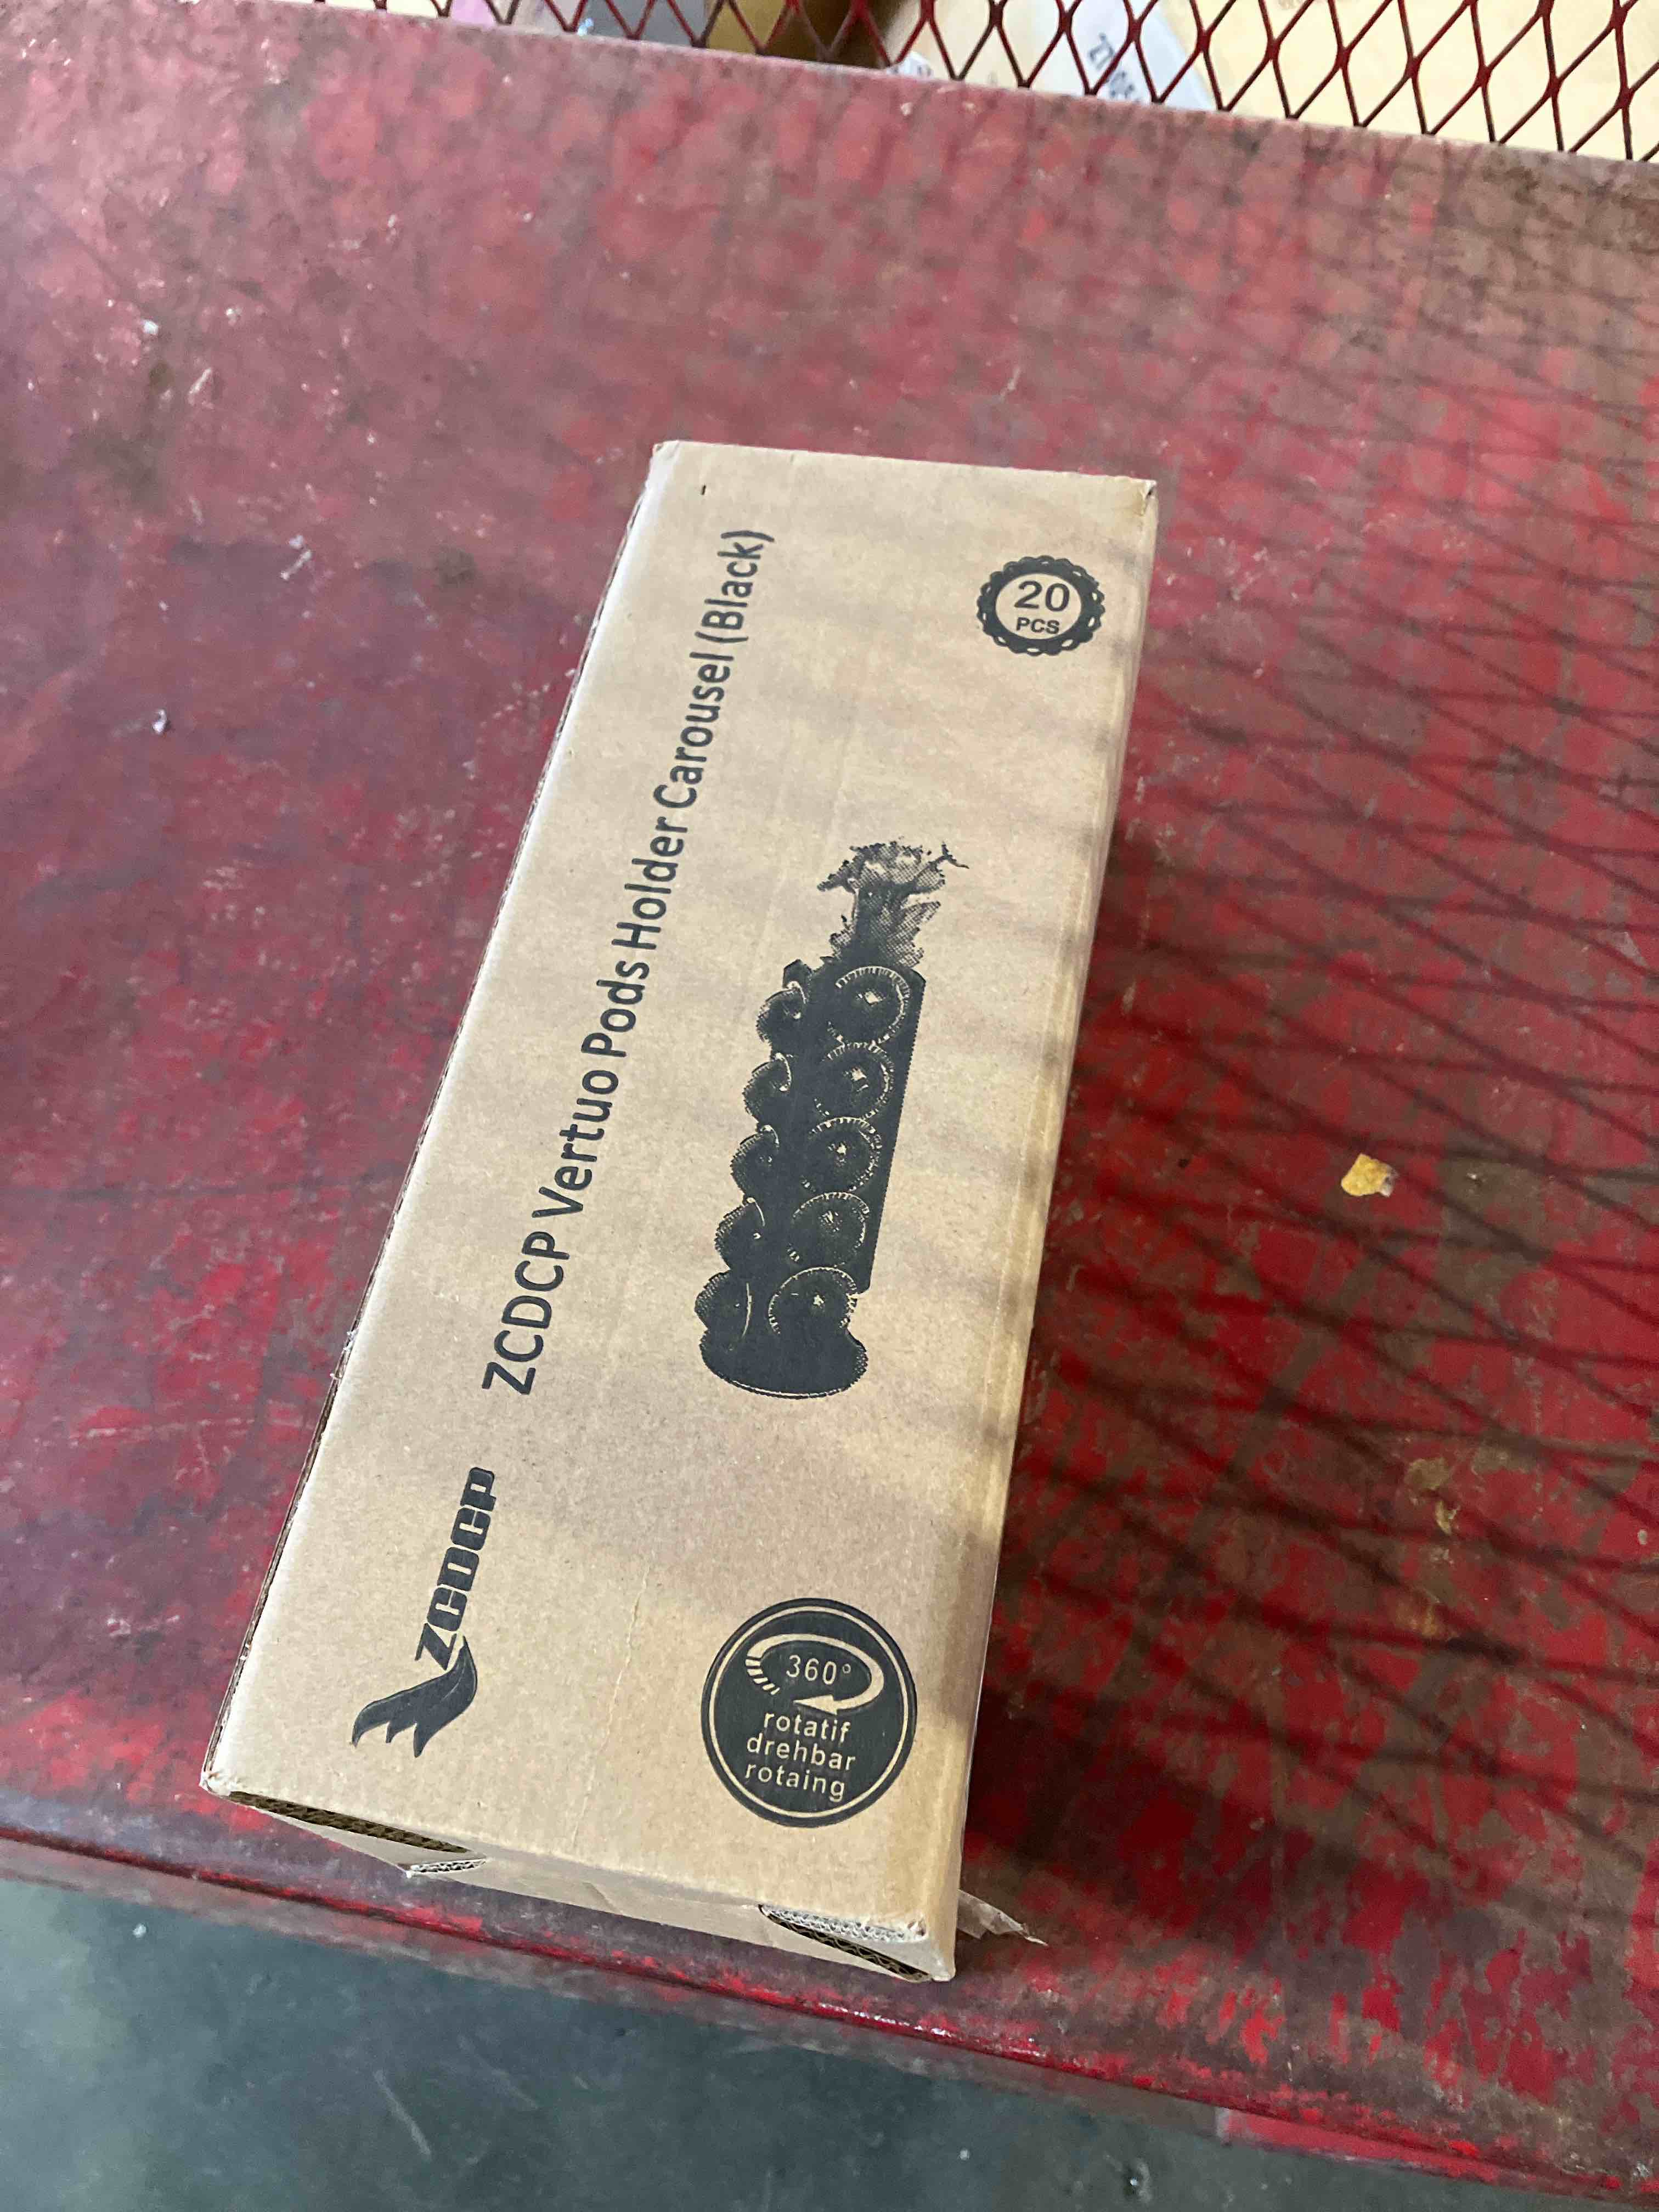 ZCDCP
ZCDCP Vertuo Pods Holder Carousel (Black)
20
PCS
360°
rotatif
drehbar
rotaing